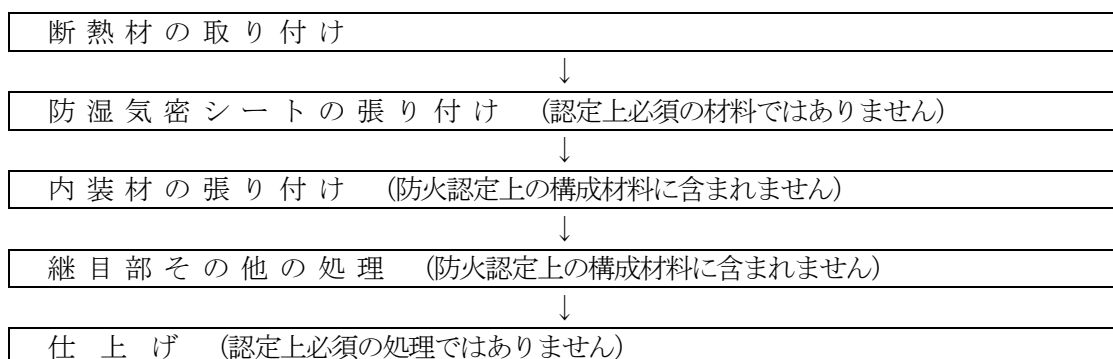 断熱材の取り付け
↓
防湿気密シートの張り付け (認定上必須の材料ではありません)
↓
内装材の張り付け (防火認定上の構成材料に含まれません)
↓
継目部その他の処理 (防火認定上の構成材料に含まれません)
↓
仕上げ (認定上必須の処理ではありません)